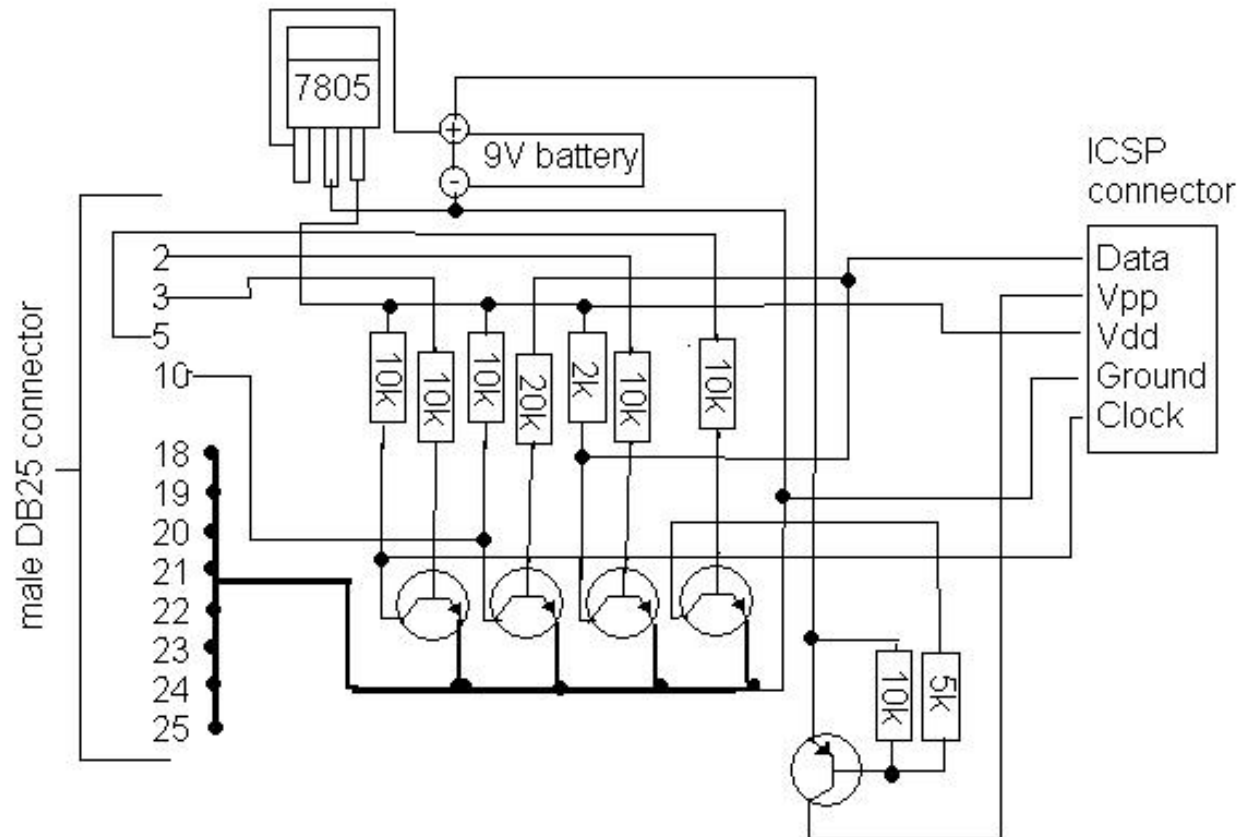 7805
+
9V battery
-
ICSP
connector
Data
Vpp
Vdd
Ground
Clock
male DB25 connector
2
3
5
10
18
19
20
21
22
23
24
25
10k
10k
10k
20k
2k
10k
10k
10k
5k